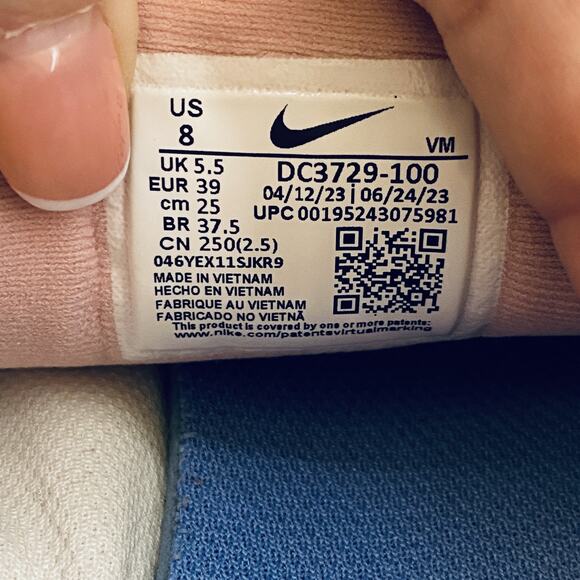 US
8
VM
UK 5.5
EUR 39
cm 25
BR 37.5
CN 250(2.5)
DC3729-100
04/12/23 | 06/24/23
UPC 00195243075981
046YEX11SJKR9
MADE IN VIETNAM
HECHO EN VIETNAM
FABRIQUE AU VIETNAM
FABRICADO NO VIETNÃ
This product is covered by one or more patents:
www.nike.com/patentsvirtualmarking